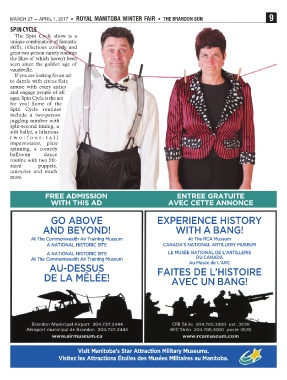 MARCH 27 — APRIL 1, 2017 • ROYAL MANITOBA WINTER FAIR • THE BRANDON SUN
9
SPIN CYCLE
The Spin Cycle show is a
unique combination of fantastic
skills, infectious comedy and
great two-person variety routines
the likes of which haven't been
seen since the golden age of
vaudeville.
If you are looking for an act
to dazzle with circus flair,
amuse with crazy antics
and engage people of all
ages, Spin Cycle is the act
for you! Some of the
Spin Cycle routines
include a two-person
juggling number with
split-second timing, a
silk ballet, a hilarious
two-foot-tall
impersonator, plate
spinning, a comedy
ballroom dance
routine with two life-
sized puppets,
unicycles and much
more.
FREE ADMISSION
WITH THIS AD
GO ABOVE
AND BEYOND!
At The Commonwealth Air Training Museum
A NATIONAL HISTORIC SITE
A NATIONAL HISTORIC SITE
At The Commonwealth Air Training Museum
AU-DESSUS
DE LA MÊLÉE!
Brandon Municipal Airport 204.727.2444
Aéroport municipal de Brandon 204.727.2444
www.airmuseum.ca
ENTREE GRATUITE
AVEC CETTE ANNONCE
EXPERIENCE HISTORY
WITH A BANG!
At The RCA Museum
CANADA'S NATIONAL ARTILLERY MUSEUM
LE MUSÉE NATIONAL DE L'ARTILLERIE
DU CANADA
Au Musée de L'ARC
FAITES DE L'HISTOIRE
AVEC UN BANG!
CFB Shilo 204.765.3000 ext. 3570
BFC Shilo 204.765.3000 poste 3570
www.rcamuseum.com
Visit Manitoba's Star Attraction Military Museums.
Visitez les Attractions Étoiles des Musées Militaires au Manitoba.